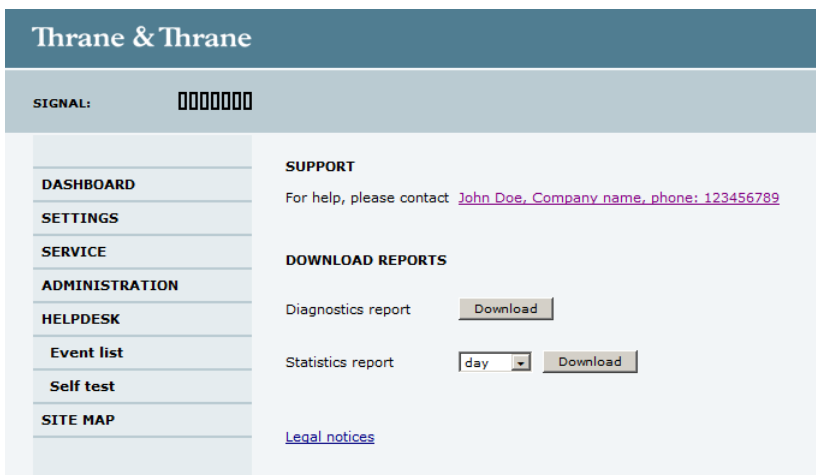 Thrane & Thrane
SIGNAL:
DASHBOARD
SETTINGS
SERVICE
ADMINISTRATION
HELPDESK
Event list
Self test
SITE MAP
SUPPORT
For help, please contact John Doe, Company name, phone: 123456789
DOWNLOAD REPORTS
Diagnostics report Download
Statistics report day Download
Legal notices